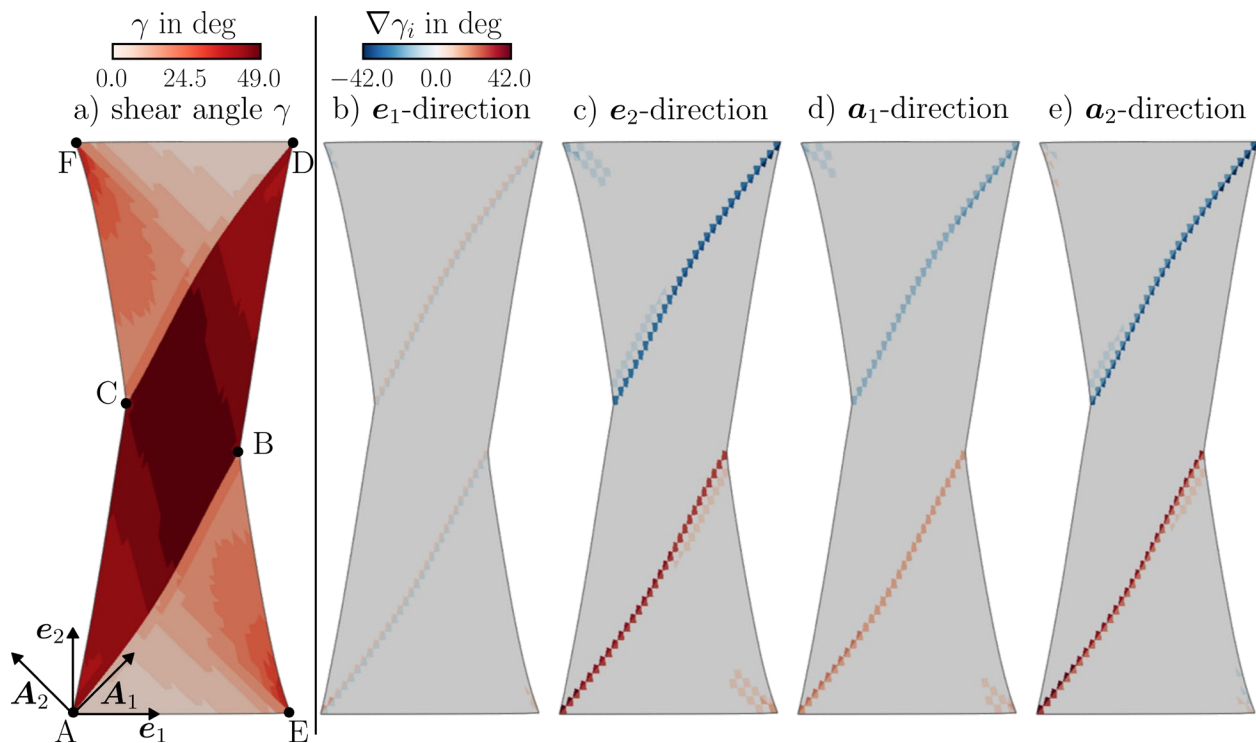 γ in deg
0.0 24.5 49.0
∇γᵢ in deg
−42.0 0.0 42.0
a) shear angle γ
b) e₁-direction
c) e₂-direction
d) a₁-direction
e) a₂-direction
F
D
C
B
e₂
A₂
A₁
A
e₁
E